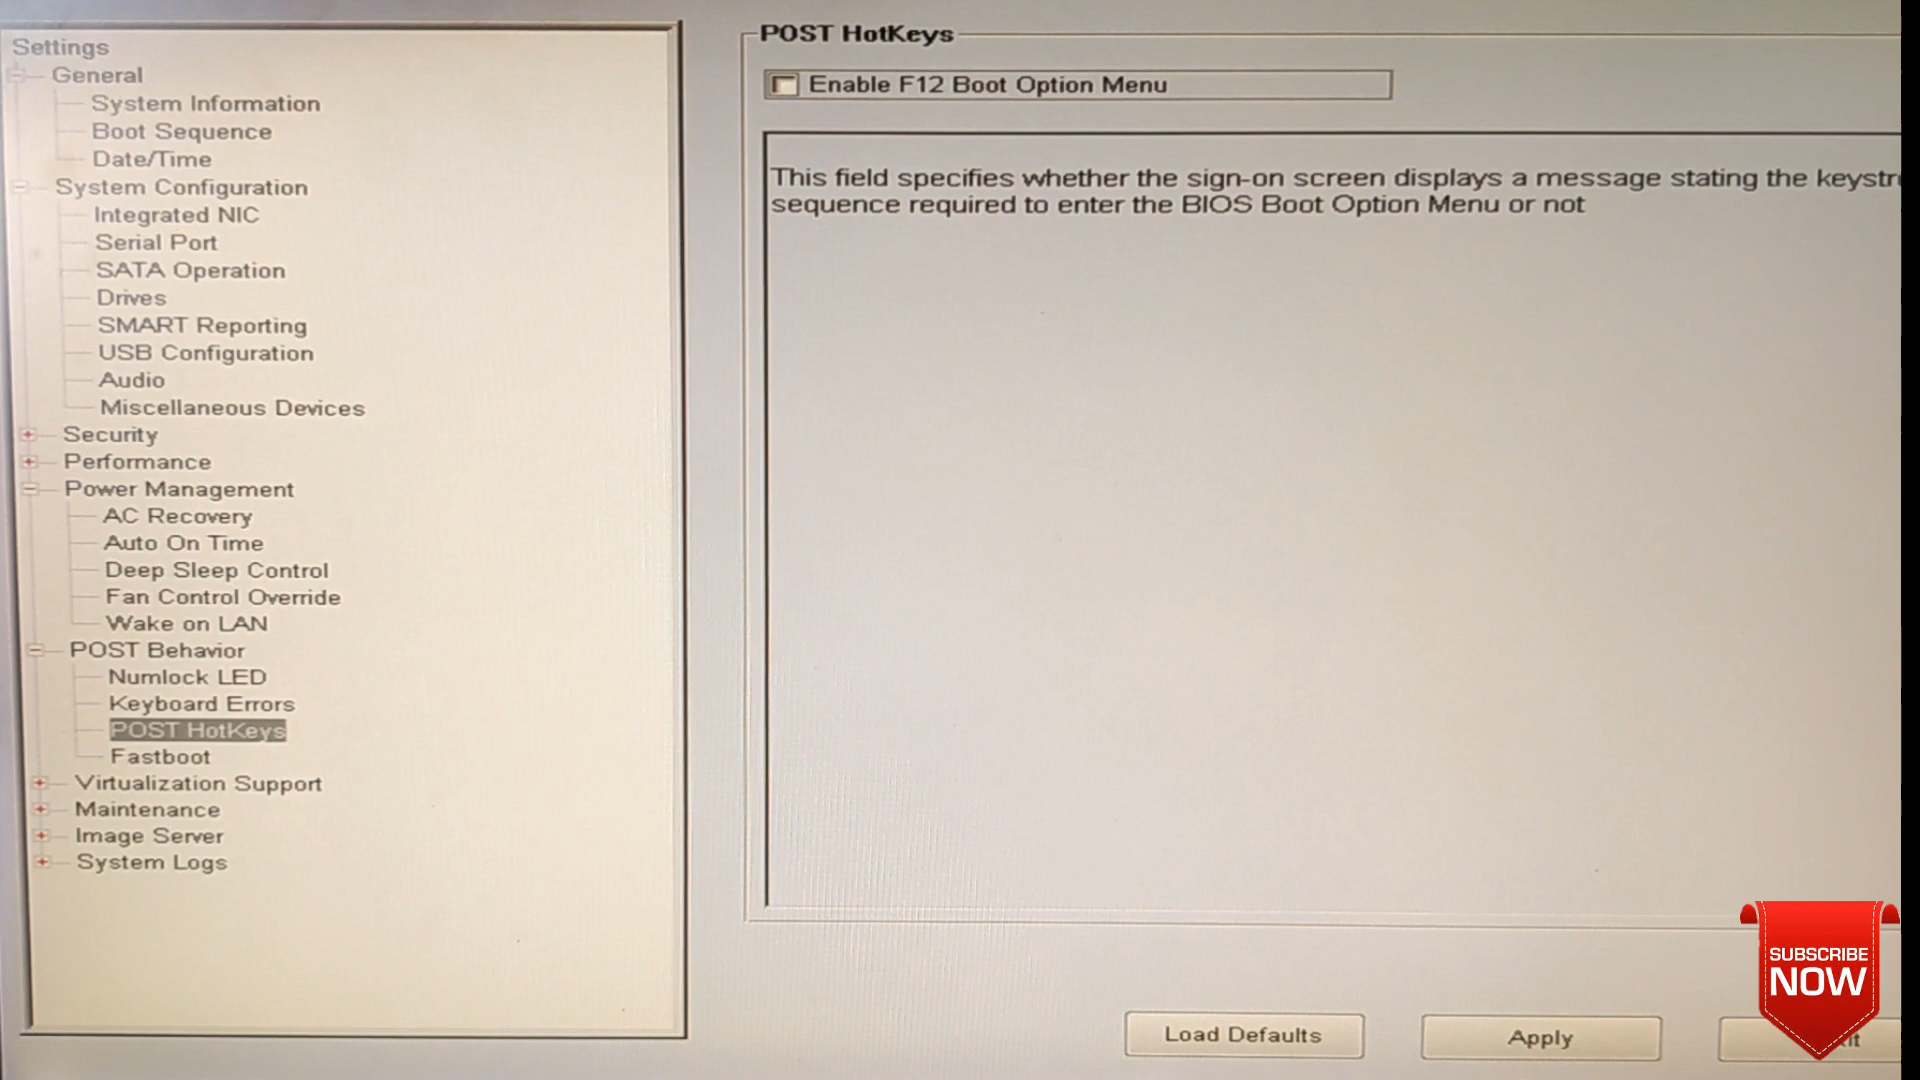 Settings
General
System Information
Boot Sequence
Date/Time
System Configuration
Integrated NIC
Serial Port
SATA Operation
Drives
SMART Reporting
USB Configuration
Audio
Miscellaneous Devices
Security
Performance
Power Management
AC Recovery
Auto On Time
Deep Sleep Control
Fan Control Override
Wake on LAN
POST Behavior
Numlock LED
Keyboard Errors
POST HotKeys
Fastboot
Virtualization Support
Maintenance
Image Server
System Logs
POST HotKeys
Enable F12 Boot Option Menu
This field specifies whether the sign-on screen displays a message stating the
sequence required to enter the BIOS Boot Option Menu or not
Load Defaults
Apply
SUBSCRIBE
NOW